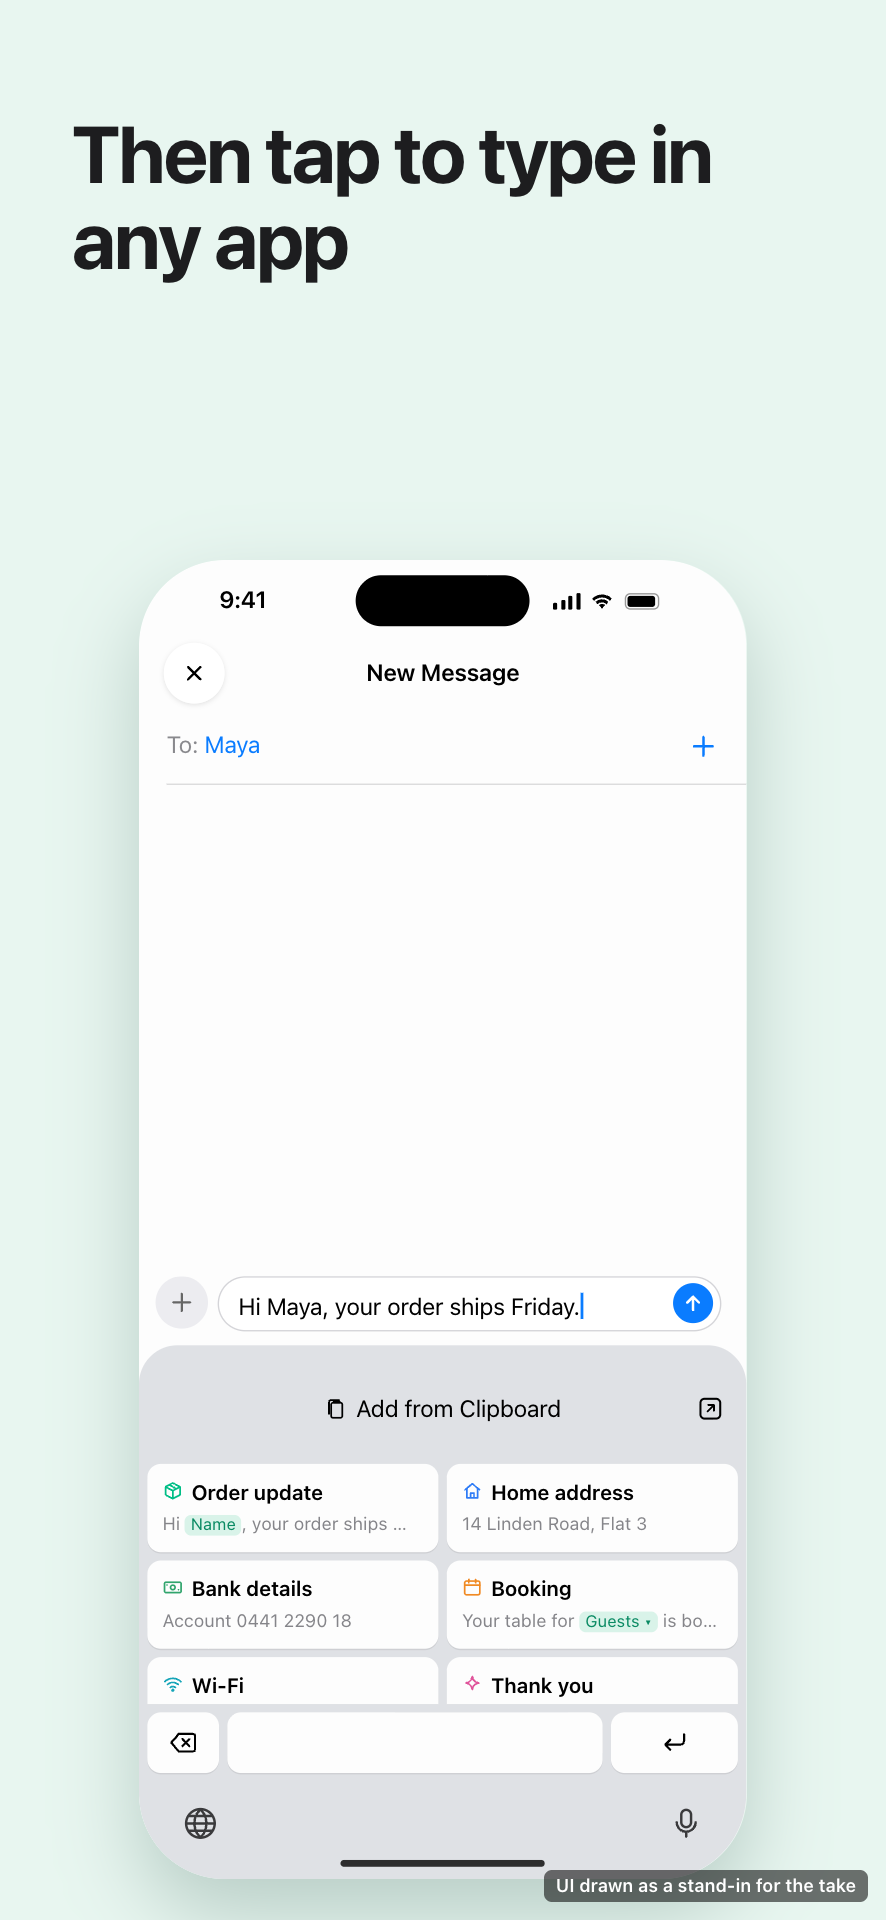 Then tap to type in
any app
9:41
New Message
To: Maya
Hi Maya, your order ships Friday.
Add from Clipboard
Order update
Hi Name, your order ships ...
Home address
14 Linden Road, Flat 3
Bank details
Account 0441 2290 18
Booking
Your table for Guests ▾ is bo...
Wi-Fi
Thank you
UI drawn as a stand-in for the take